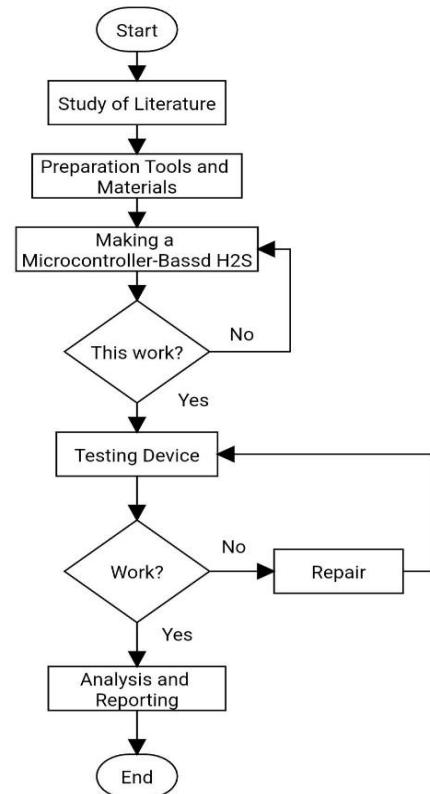 Start
Study of Literature
Preparation Tools and
Materials
Making a
Microcontroller-Bassd H2S
No
This work?
Yes
Testing Device
No
Work?
Repair
Yes
Analysis and
Reporting
End